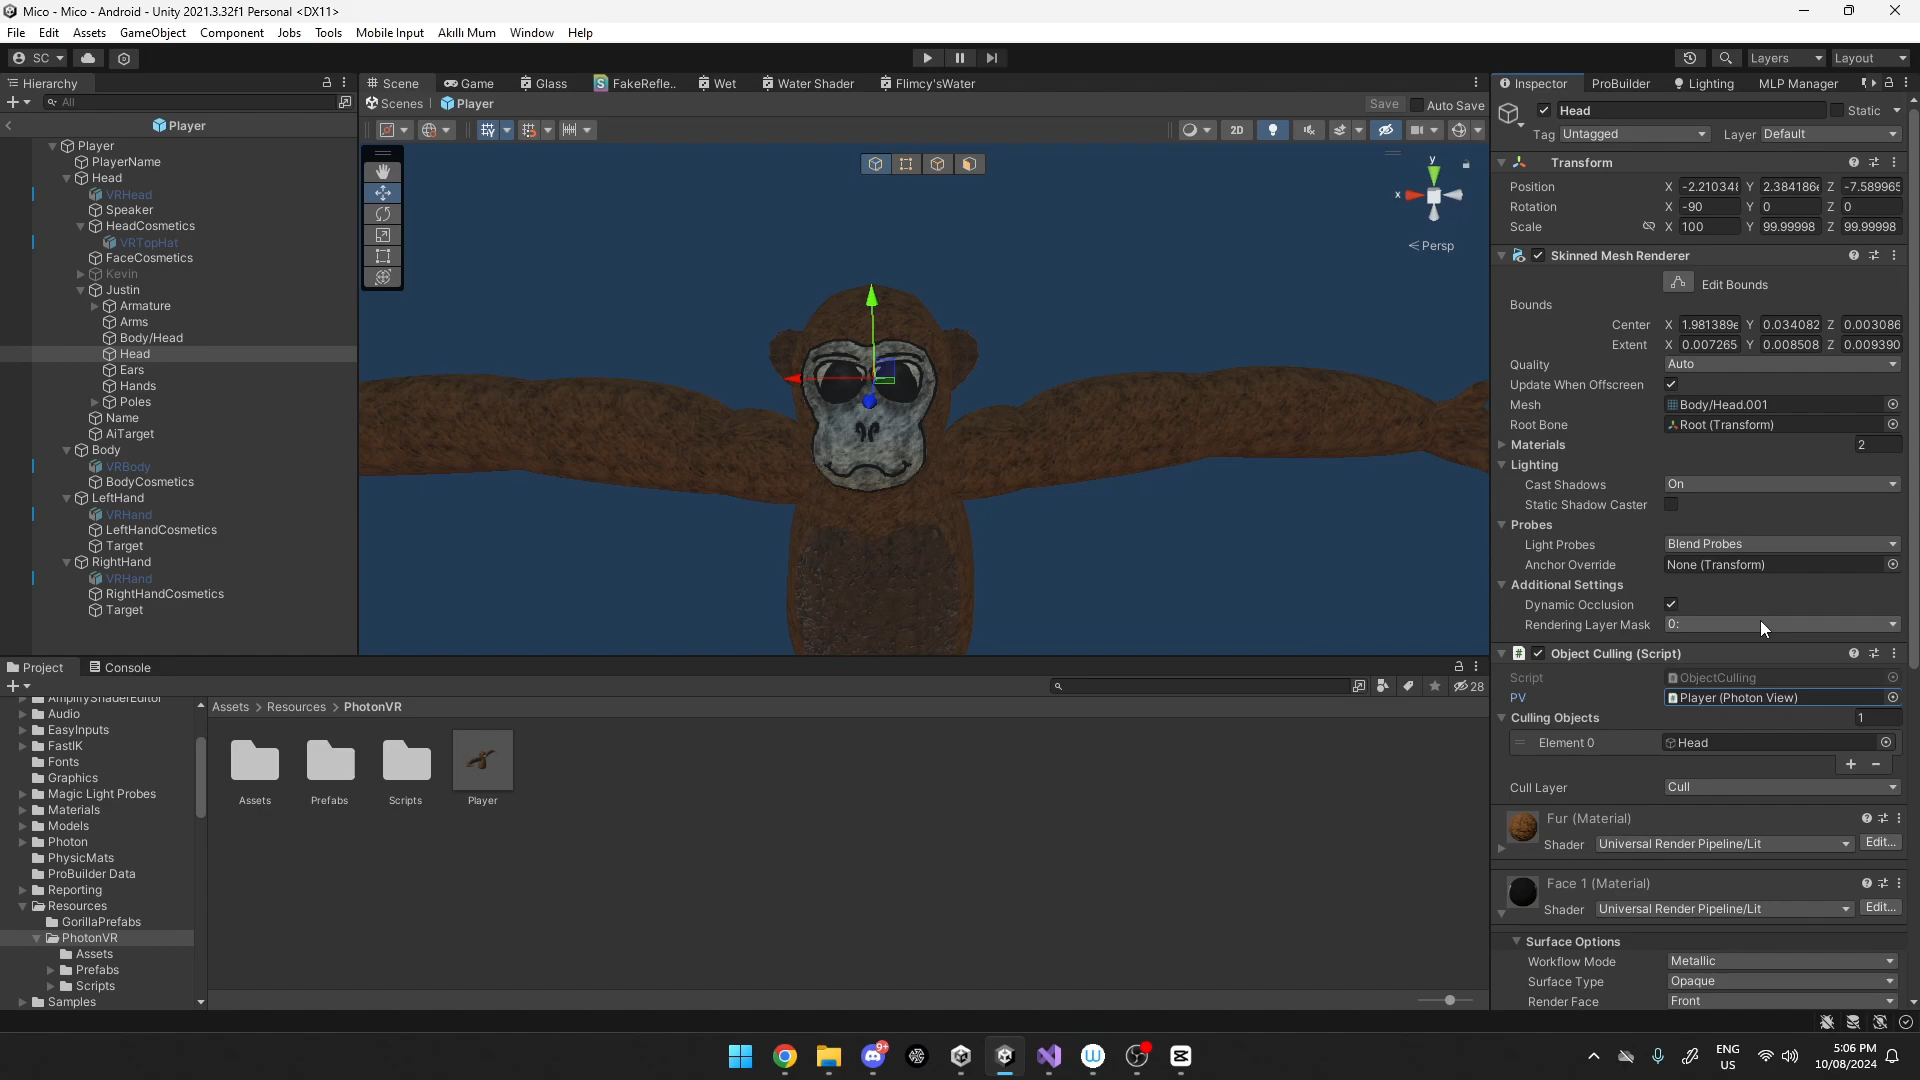 Mico - Mico - Android - Unity 2021.3.32f1 Personal <DX11>
File Edit Assets GameObject Component Jobs Tools Mobile Input Akıllı Mum Window Help
SC Layers Layout
Hierarchy
Scene Game Glass FakeRefle.. Wet Water Shader Flimcy'sWater
Inspector ProBuilder Lighting MLP Manager
All
Player
Scenes Player Save Auto Save
2D
Persp
x
y
Player
PlayerName
Head
VRHead
Speaker
HeadCosmetics
VRTopHat
FaceCosmetics
Kevin
Justin
Armature
Arms
Body/Head
Head
Ears
Hands
Poles
Name
AiTarget
Body
VRBody
BodyCosmetics
LeftHand
VRHand
LeftHandCosmetics
Target
RightHand
VRHand
RightHandCosmetics
Target
Head Static
Tag Untagged Layer Default
Transform
Position X -2.210348 Y 2.384186e Z -7.589965
Rotation X -90 Y 0 Z 0
Scale X 100 Y 99.99998 Z 99.99998
Skinned Mesh Renderer
Edit Bounds
Bounds
Center X 1.981389e Y 0.034082 Z 0.003086
Extent X 0.007265 Y 0.008508 Z 0.009390
Quality Auto
Update When Offscreen
Mesh Body/Head.001
Root Bone Root (Transform)
Materials 2
Lighting
Cast Shadows On
Static Shadow Caster
Probes
Light Probes Blend Probes
Anchor Override None (Transform)
Additional Settings
Dynamic Occlusion
Rendering Layer Mask 0:
Object Culling (Script)
Script ObjectCulling
PV Player (Photon View)
Culling Objects 1
Element 0 Head
Cull Layer Cull
Fur (Material)
Shader Universal Render Pipeline/Lit Edit...
Face 1 (Material)
Shader Universal Render Pipeline/Lit Edit...
Surface Options
Workflow Mode Metallic
Surface Type Opaque
Render Face Front
Project Console
28
AmplifyShaderEditor
Audio
EasyInputs
FastIK
Fonts
Graphics
Magic Light Probes
Materials
Models
Photon
PhysicMats
ProBuilder Data
Reporting
Resources
GorillaPrefabs
PhotonVR
Assets
Prefabs
Scripts
Samples
Assets > Resources > PhotonVR
Assets Prefabs Scripts Player
9+
ENG
US
5:06 PM
10/08/2024